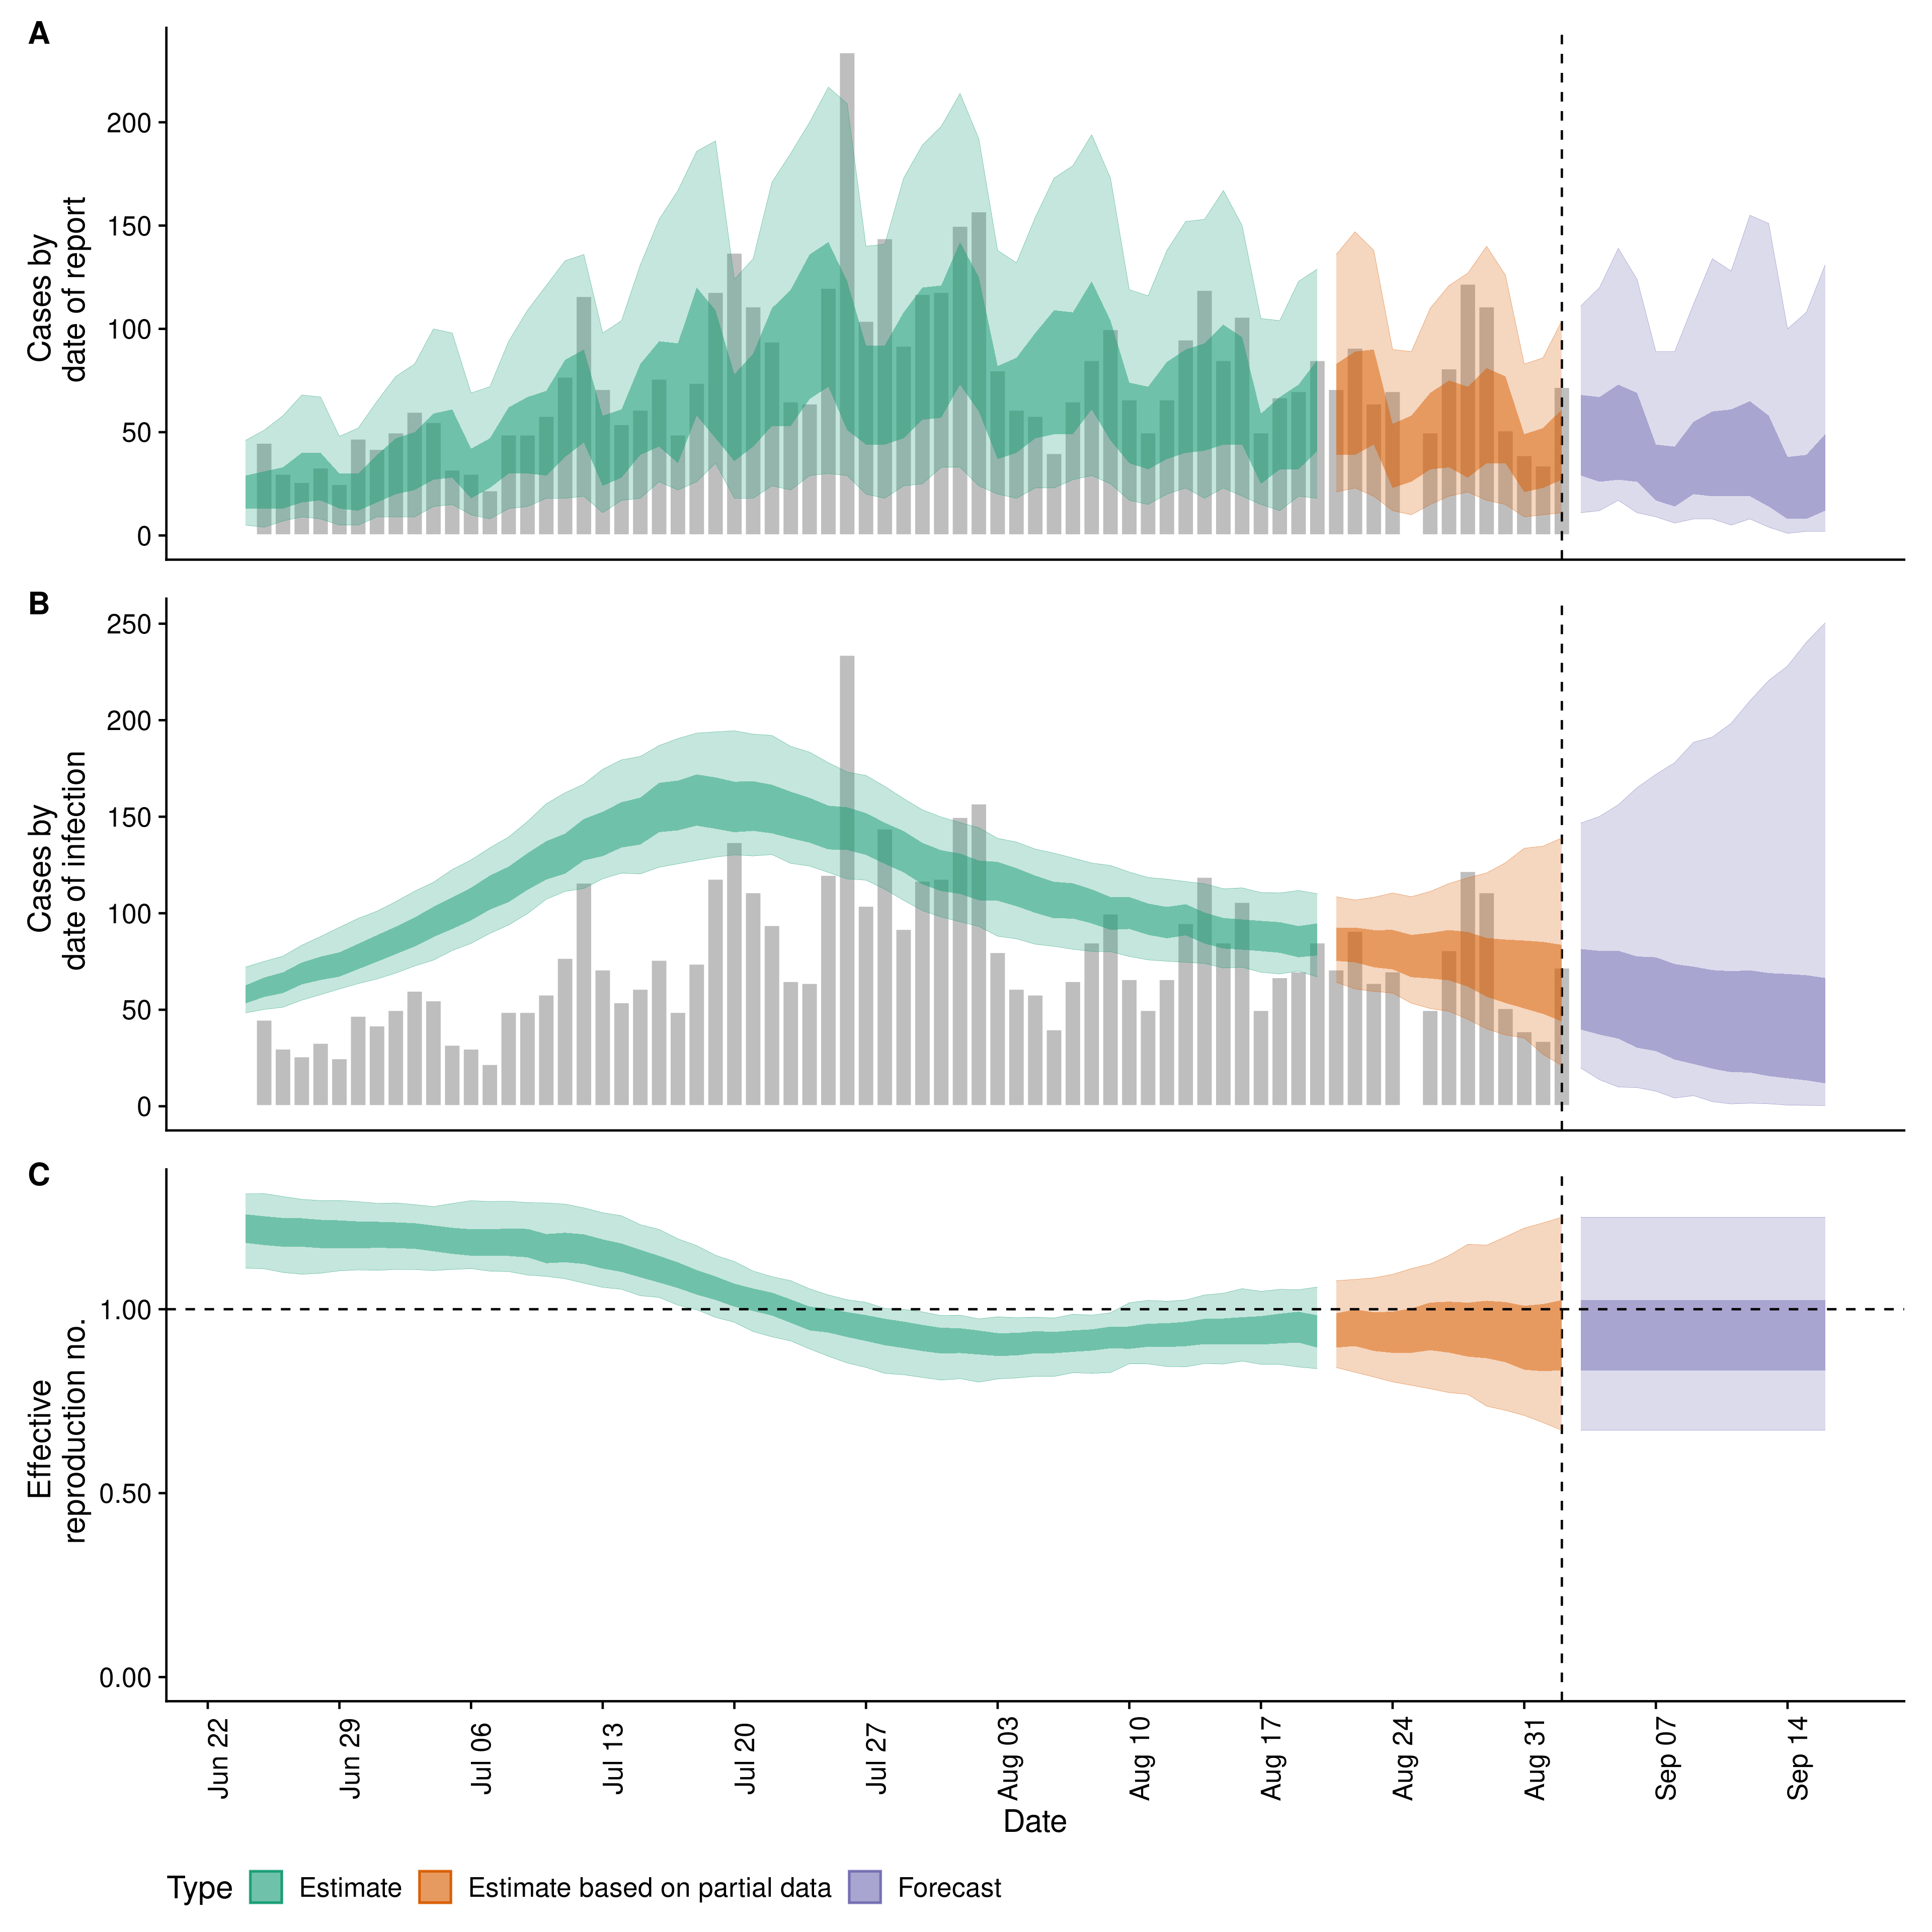 A
Cases by
date of report
200
150
100
50
0
B
Cases by
date of infection
250
200
150
100
50
0
C
Effective
reproduction no.
1.00
0.50
0.00
Jun 22
Jun 29
Jul 06
Jul 13
Jul 20
Jul 27
Aug 03
Aug 10
Aug 17
Aug 24
Aug 31
Sep 07
Sep 14
Date
Type Estimate Estimate based on partial data Forecast